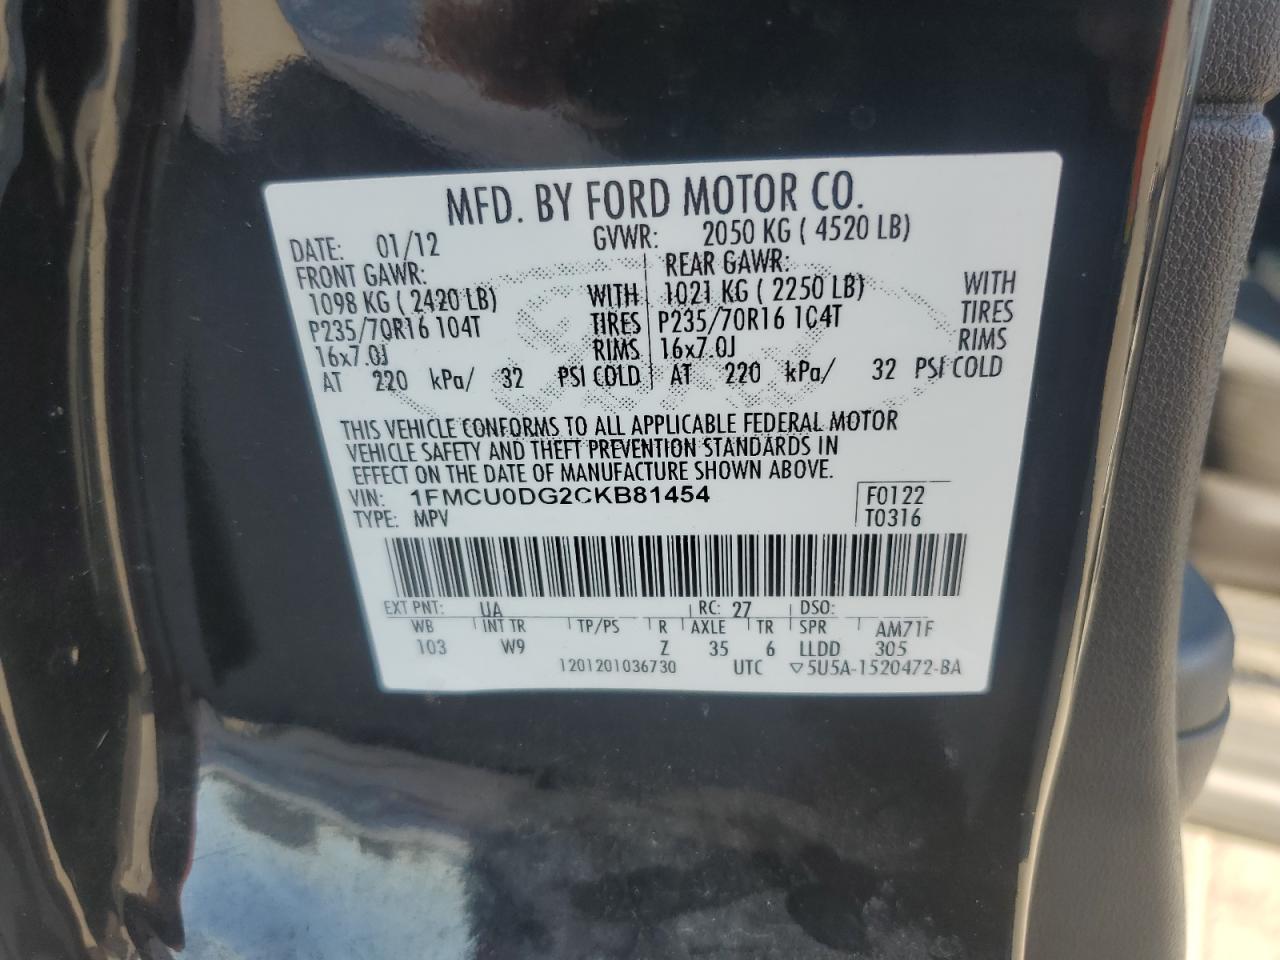 MFD. BY FORD MOTOR CO.
DATE: 01/12 GVWR: 2050 KG ( 4520 LB)
FRONT GAWR: REAR GAWR:
1098 KG ( 2420 LB) WITH 1021 KG ( 2250 LB) WITH
P235/70R16 104T TIRES P235/70R16 104T TIRES
16x7.0J RIMS 16x7.0J RIMS
AT 220 kPa/ 32 PSI COLD AT 220 kPa/ 32 PSI COLD
THIS VEHICLE CONFORMS TO ALL APPLICABLE FEDERAL MOTOR
VEHICLE SAFETY AND THEFT PREVENTION STANDARDS IN
EFFECT ON THE DATE OF MANUFACTURE SHOWN ABOVE.
VIN: 1FMCU0DG2CKB81454 F0122
TYPE: MPV T0316
EXT PNT: UA RC: 27 DSO:
WB INT TR TP/PS R AXLE TR SPR AM71F
103 W9 Z 35 6 LLDD 305
1201201036730 UTC ▽5U5A-1520472-BA